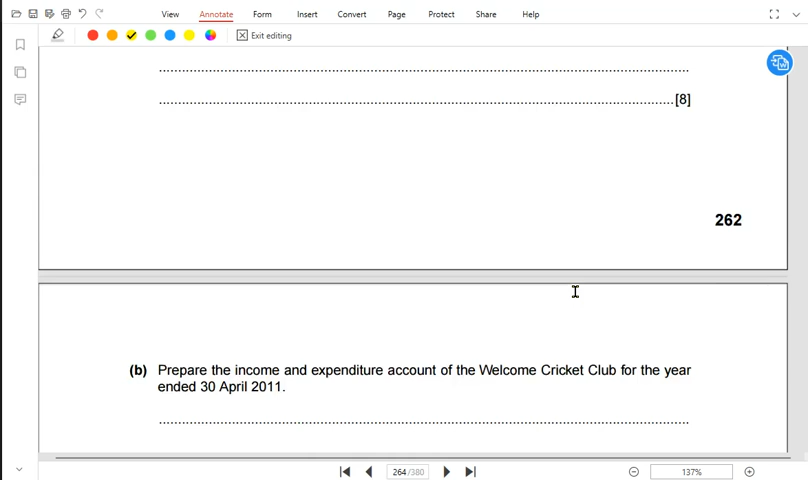 View Annotate Form Insert Convert Page Protect Share Help
Exit editing
................................................................................................................................
............................................................................................................................[8]
262
(b) Prepare the income and expenditure account of the Welcome Cricket Club for the year
ended 30 April 2011.
................................................................................................................................
264 /380
137%